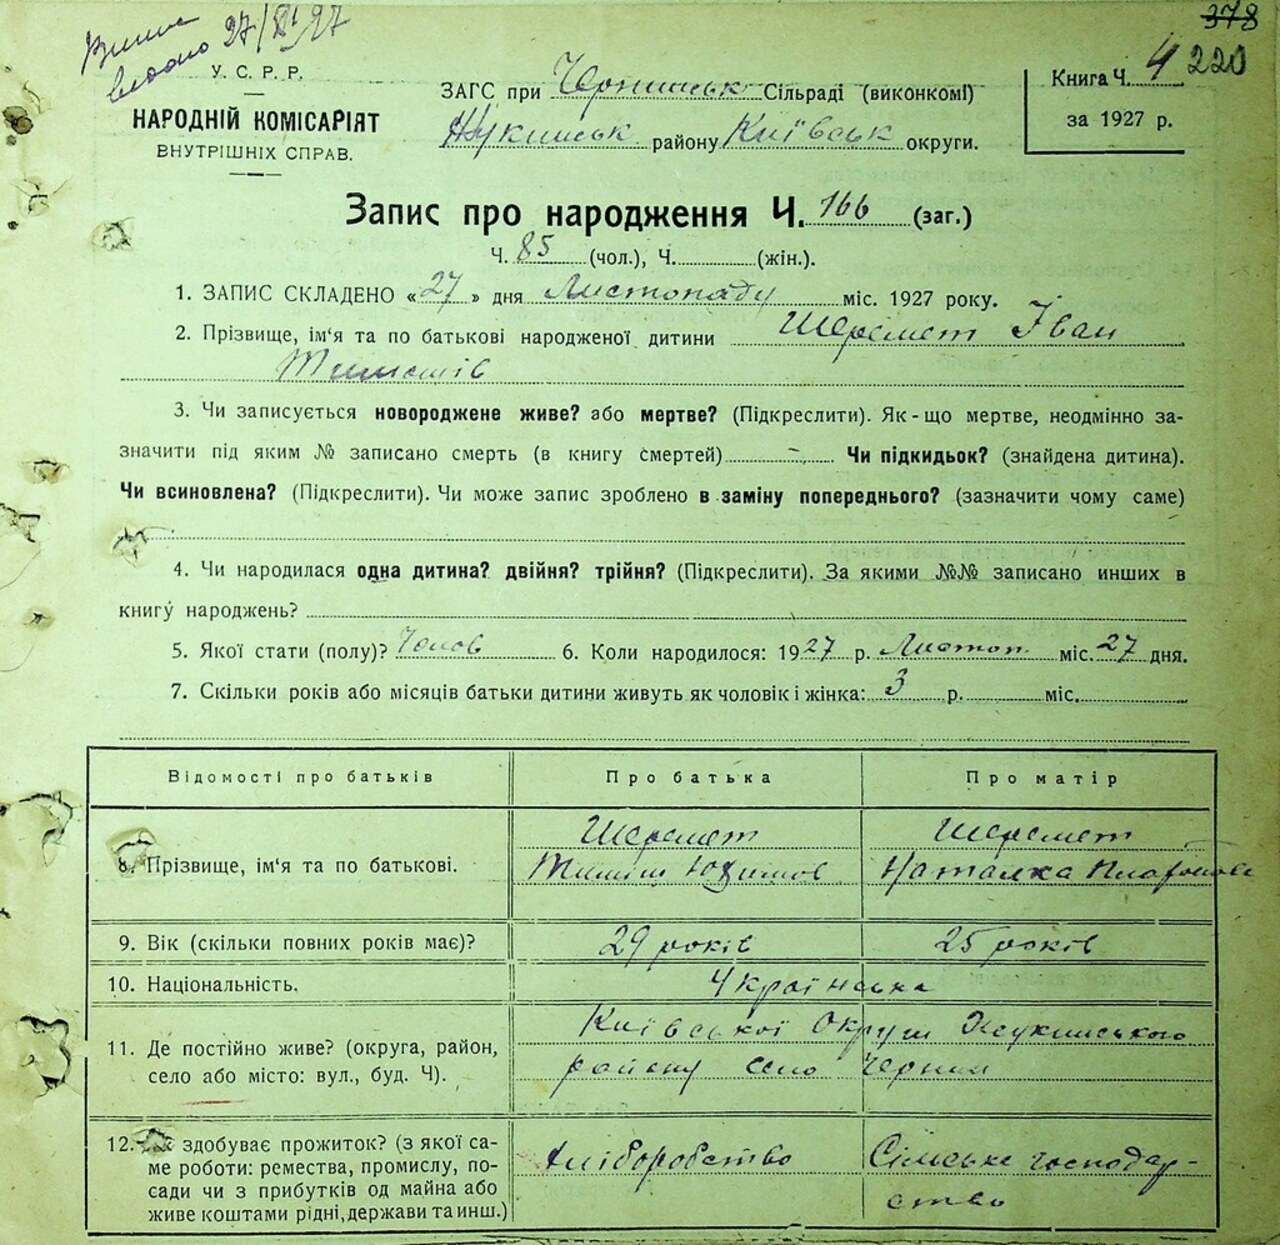 378
220
видано 27/XI 27
У. С. Р. Р.
НАРОДНІЙ КОМІСАРІЯТ
ВНУТРІШНІХ СПРАВ.
ЗАГС при Чернинськ Сільраді (виконкомі)
Жукинськ району Київськ округи.
Книга Ч. 4
за 1927 р.
Запис про народження Ч. 166 (заг.)
Ч. 85 (чол.), Ч. (жін.).
1. ЗАПИС СКЛАДЕНО «27» дня Листопаду міс. 1927 року.
2. Прізвище, ім‘я та по батькові народженої дитини Шеремет Іван
3. Чи записується новороджене живе? або мертве? (Підкреслити). Як-що мертве, неодмінно за-
значити під яким № записано смерть (в книгу смертей) Чи підкидьок? (знайдена дитина).
Чи всиновлена? (Підкреслити). Чи може запис зроблено в заміну попереднього? (зазначити чому саме)
4. Чи народилася одна дитина? двійня? трійня? (Підкреслити). За якими №№ записано инших в
книгу народжень?
5. Якої стати (полу)? Чолов 6. Коли народилося: 1927 р. Листоп. міс. 27 дня.
7. Скільки років або місяців батьки дитини живуть як чоловік і жінка: 3 р. міс.
Відомості про батьків Про батька Про матір
Шеремет Шеремет
8. Прізвище, ім‘я та по батькові. Тиміш Юхимов Наталка
9. Вік (скільки повних років має)? 29 років 25 років
10. Національність. Українська
Київської Округи Жукинського
11. Де постійно живе? (округа, район,
району село Чернин
село або місто: вул., буд. Ч).
12. Як здобуває прожиток? (з якої са-
ме роботи: ремества, промислу, по-
сади чи з прибутків од майна або
живе коштами рідні, держави та инш.)
Хліборобство
Сімейське господар-
ство